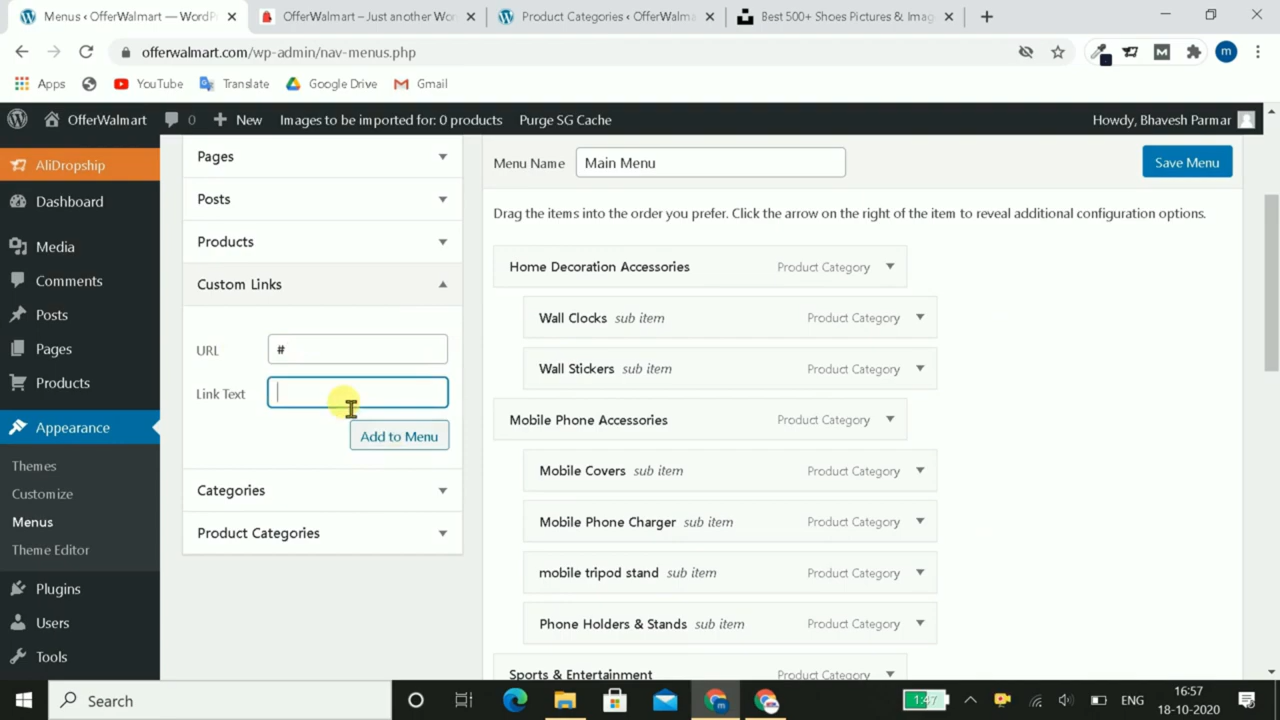 Menus ‹ OfferWalmart — WordPr
OfferWalmart – Just another Wo
Product Categories ‹ OfferWalma
Best 500+ Shoes Pictures & Imag
offerwalmart.com/wp-admin/nav-menus.php
M
m
Apps
YouTube
Translate
Google Drive
Gmail
OfferWalmart
0
New
Images to be imported for: 0 products
Purge SG Cache
Howdy, Bhavesh Parmar
AliDropship
Dashboard
Media
Comments
Posts
Pages
Products
Appearance
Themes
Customize
Menus
Theme Editor
Plugins
Users
Tools
Pages
Posts
Products
Custom Links
URL
#
Link Text
Add to Menu
Categories
Product Categories
Menu Name
Main Menu
Save Menu
Drag the items into the order you prefer. Click the arrow on the right of the item to reveal additional configuration options.
Home Decoration Accessories Product Category
Wall Clocks sub item Product Category
Wall Stickers sub item Product Category
Mobile Phone Accessories Product Category
Mobile Covers sub item Product Category
Mobile Phone Charger sub item Product Category
mobile tripod stand sub item Product Category
Phone Holders & Stands sub item Product Category
Sports & Entertainment Product Category
Search
1:47
ENG
16:57
18-10-2020